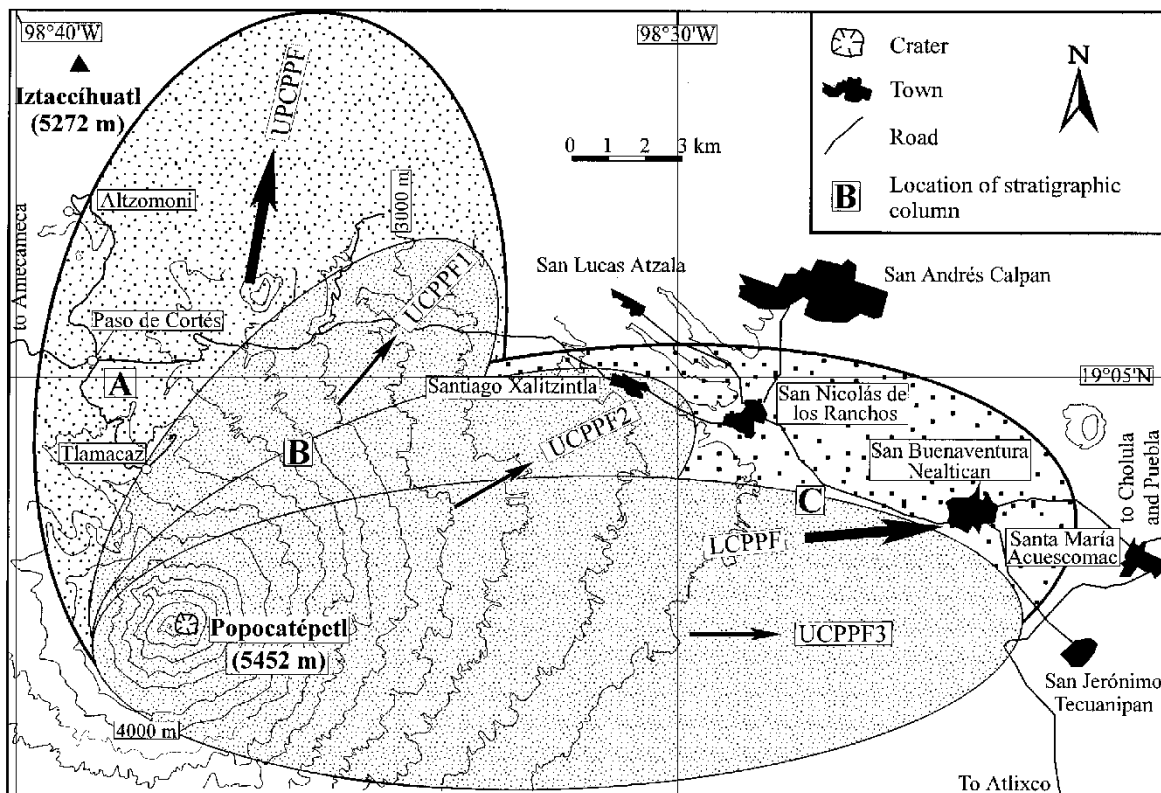 98°40'W
98°30'W
Iztaccíhuatl
(5272 m)
UPCPPF
0 1 2 3 km
Crater
Town
Road
B
Location of stratigraphic
column
N
to Amecameca
Altzomoni
3000 m
San Lucas Atzala
San Andrés Calpan
UCPPF1
Paso de Cortés
A
Santiago Xalitzintla
19°05'N
San Nicolás de
los Ranchos
UCPPF2
Tlamacaz
B
San Buenaventura
Nealtican
to Cholula
and Puebla
C
LCPPF
Santa María
Acuescomac
Popocatépetl
(5452 m)
UCPPF3
San Jerónimo
Tecuanipan
4000 m
To Atlixco